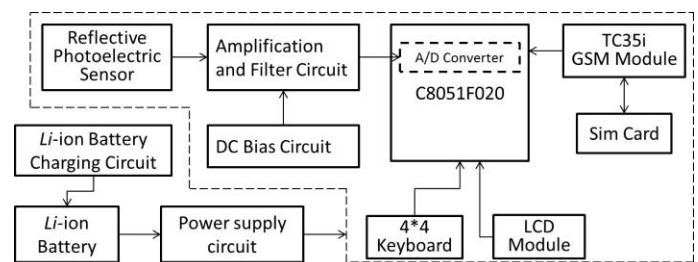 Reflective
Photoelectric
Sensor
Amplification
and Filter Circuit
A/D Converter
C8051F020
TC35i
GSM Module
Sim Card
DC Bias Circuit
Li-ion Battery
Charging Circuit
Li-ion
Battery
Power supply
circuit
4*4
Keyboard
LCD
Module